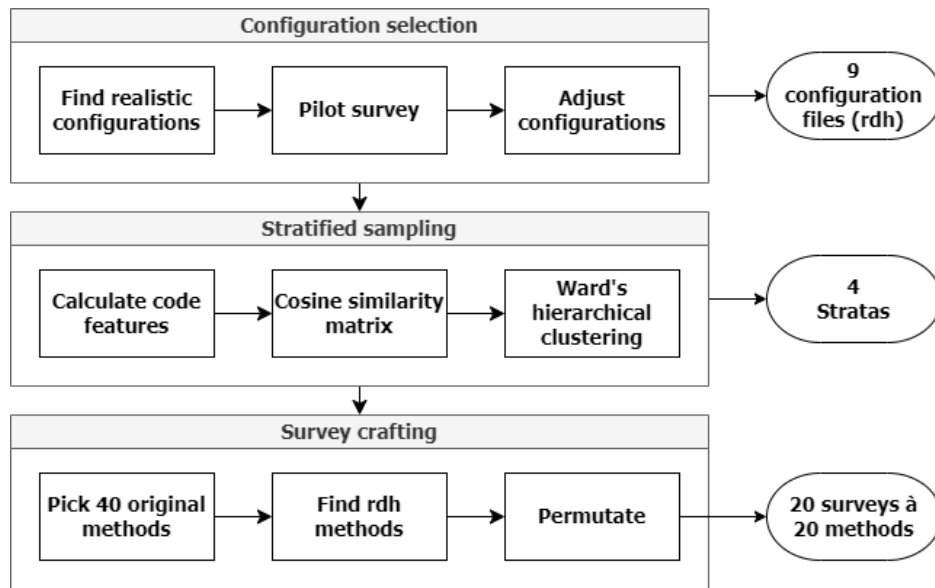 Configuration selection
Find realistic
configurations
Pilot survey
Adjust
configurations
9
configuration
files (rdh)
Stratified sampling
Calculate code
features
Cosine similarity
matrix
Ward's
hierarchical
clustering
4
Stratas
Survey crafting
Pick 40 original
methods
Find rdh
methods
Permutate
20 surveys à
20 methods